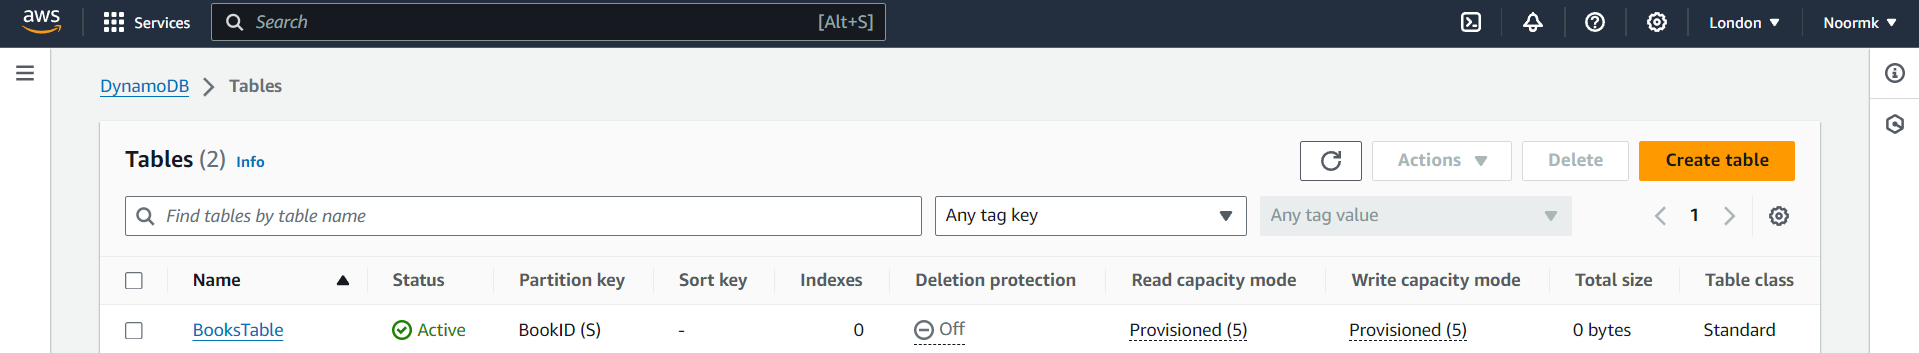 aws Services Search [Alt+S] London Noormk
DynamoDB Tables
Tables (2) Info Actions Delete Create table
Find tables by table name Any tag key Any tag value 1
Name Status Partition key Sort key Indexes Deletion protection Read capacity mode Write capacity mode Total size Table class
BooksTable Active BookID (S) - 0 Off Provisioned (5) Provisioned (5) 0 bytes Standard